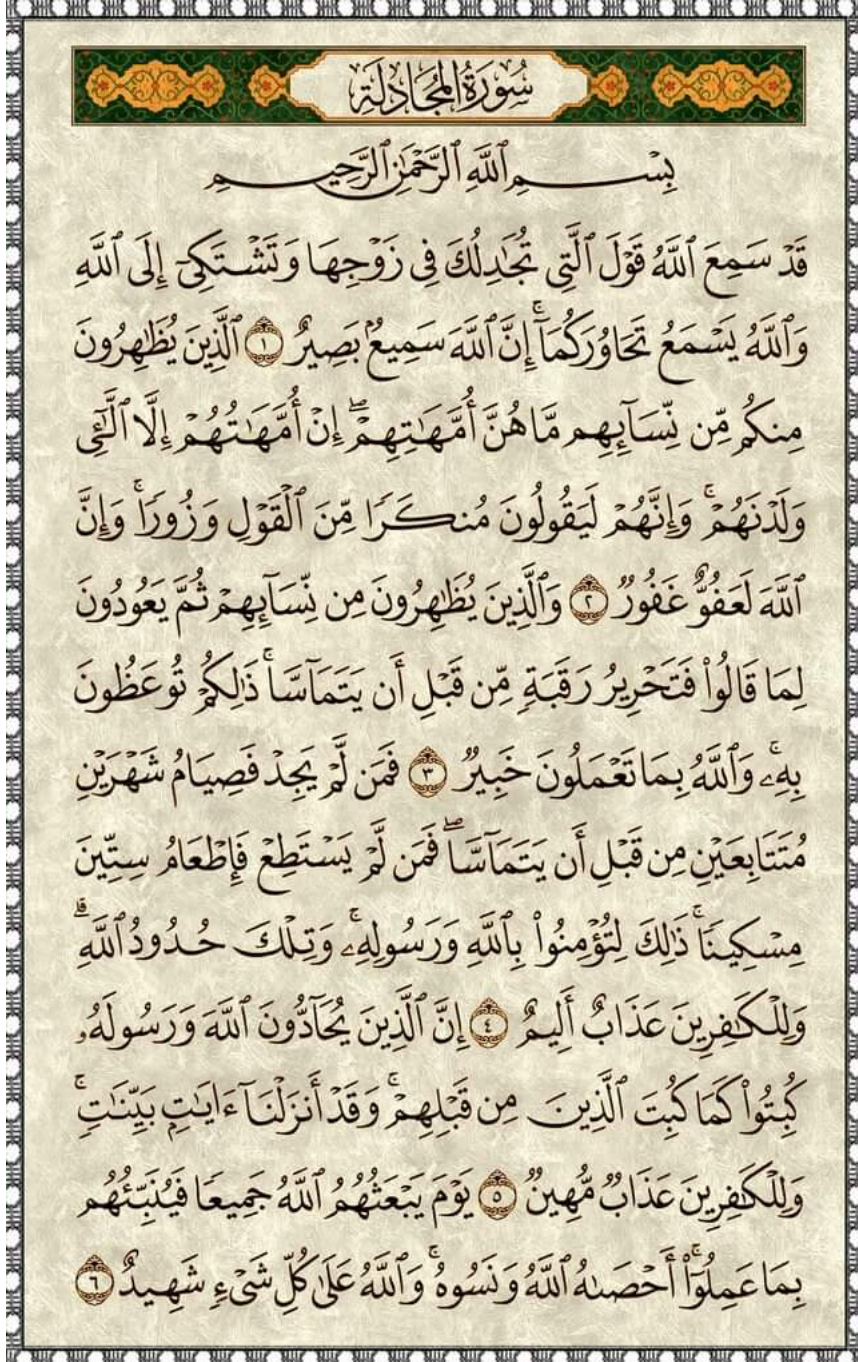 سُورَةُ الْمُجَادَلَةِ
بِسْمِ ٱللَّهِ ٱلرَّحْمَٰنِ ٱلرَّحِيمِ
قَدْ سَمِعَ ٱللَّهُ قَوْلَ ٱلَّتِى تُجَٰدِلُكَ فِى زَوْجِهَا وَتَشْتَكِىٓ إِلَى ٱللَّهِ
وَٱللَّهُ يَسْمَعُ تَحَاوُرَكُمَآ ۚ إِنَّ ٱللَّهَ سَمِيعٌۢ بَصِيرٌ ١ ٱلَّذِينَ يُظَٰهِرُونَ
مِنكُم مِّن نِّسَآئِهِم مَّا هُنَّ أُمَّهَٰتِهِمْ ۖ إِنْ أُمَّهَٰتُهُمْ إِلَّا ٱلَّٰٓـِٔى
وَلَدْنَهُمْ ۚ وَإِنَّهُمْ لَيَقُولُونَ مُنكَرًا مِّنَ ٱلْقَوْلِ وَزُورًا ۚ وَإِنَّ
ٱللَّهَ لَعَفُوٌّ غَفُورٌ ٢ وَٱلَّذِينَ يُظَٰهِرُونَ مِن نِّسَآئِهِمْ ثُمَّ يَعُودُونَ
لِمَا قَالُوا۟ فَتَحْرِيرُ رَقَبَةٍ مِّن قَبْلِ أَن يَتَمَآسَّا ۚ ذَٰلِكُمْ تُوعَظُونَ
بِهِۦ ۚ وَٱللَّهُ بِمَا تَعْمَلُونَ خَبِيرٌ ٣ فَمَن لَّمْ يَجِدْ فَصِيَامُ شَهْرَيْنِ
مُتَتَابِعَيْنِ مِن قَبْلِ أَن يَتَمَآسَّا ۖ فَمَن لَّمْ يَسْتَطِعْ فَإِطْعَامُ سِتِّينَ
مِسْكِينًا ۚ ذَٰلِكَ لِتُؤْمِنُوا۟ بِٱللَّهِ وَرَسُولِهِۦ ۚ وَتِلْكَ حُدُودُ ٱللَّهِ ۗ
وَلِلْكَٰفِرِينَ عَذَابٌ أَلِيمٌ ٤ إِنَّ ٱلَّذِينَ يُحَآدُّونَ ٱللَّهَ وَرَسُولَهُۥ
كُبِتُوا۟ كَمَا كُبِتَ ٱلَّذِينَ مِن قَبْلِهِمْ ۚ وَقَدْ أَنزَلْنَآ ءَايَٰتٍۭ بَيِّنَٰتٍ ۚ
وَلِلْكَٰفِرِينَ عَذَابٌ مُّهِينٌ ٥ يَوْمَ يَبْعَثُهُمُ ٱللَّهُ جَمِيعًا فَيُنَبِّئُهُم
بِمَا عَمِلُوٓا۟ ۚ أَحْصَىٰهُ ٱللَّهُ وَنَسُوهُ ۚ وَٱللَّهُ عَلَىٰ كُلِّ شَىْءٍ شَهِيدٌ ٦